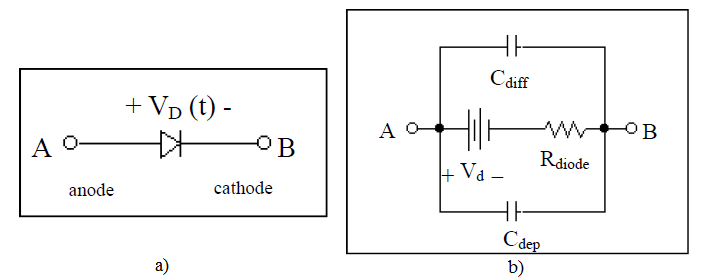 + V_D (t) -
A
B
anode
cathode
a)
C_diff
A
B
+ V_d –
R_diode
C_dep
b)